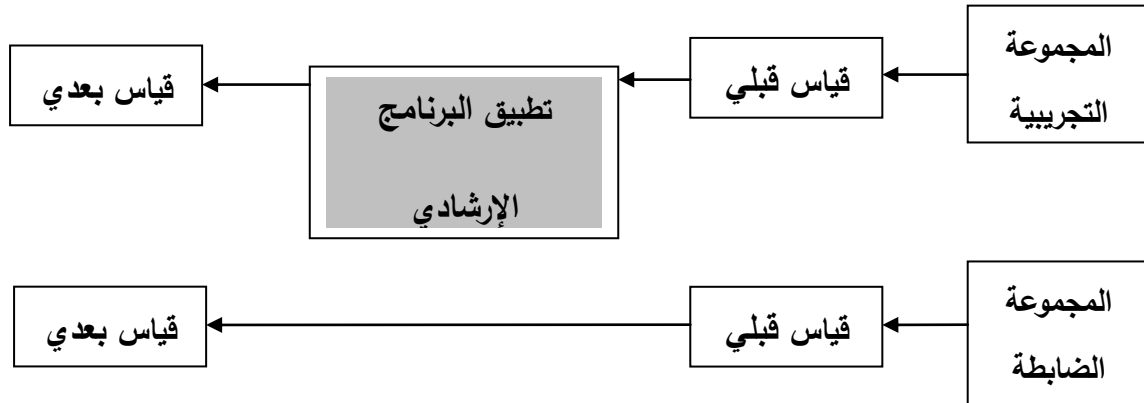 المجموعة
التجريبية
قياس قبلي
تطبيق البرنامج
الإرشادي
قياس بعدي
المجموعة
الضابطة
قياس قبلي
قياس بعدي